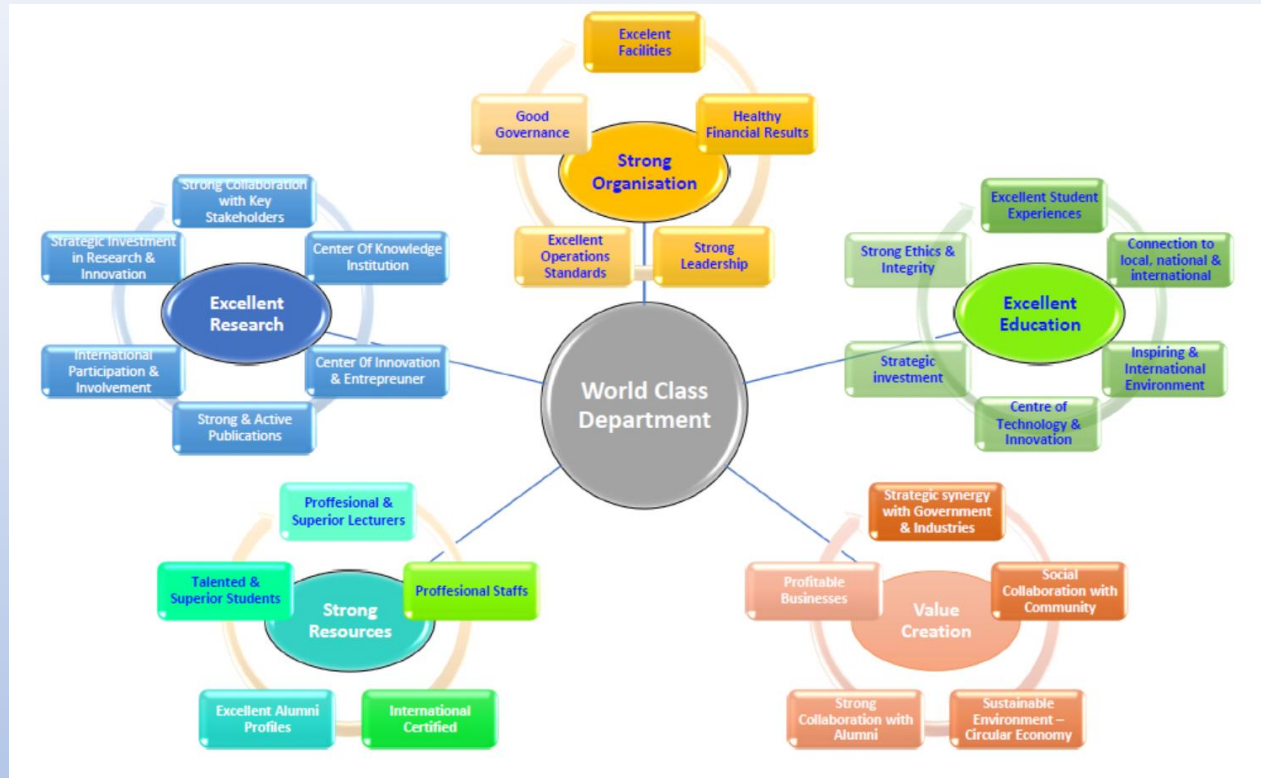 Excelent
Facilities
Good
Governance
Healthy
Financial Results
Strong
Organisation
Excellent
Operations
Standards
Strong
Leadership
Strong Collaboration
with Key
Stakeholders
Strategic Investment
in Research &
Innovation
Center Of Knowledge
Institution
Excellent
Research
International
Participation &
Involvement
Center Of Innovation
& Entrepreuner
Strong & Active
Publications
Excellent Student
Experiences
Strong Ethics &
Integrity
Connection to
local, national &
international
Excellent
Education
Strategic
investment
Inspiring &
International
Environment
Centre of
Technology &
Innovation
World Class
Department
Proffesional &
Superior Lecturers
Talented &
Superior Students
Proffesional Staffs
Strong
Resources
Excellent Alumni
Profiles
International
Certified
Strategic synergy
with Government
& Industries
Profitable
Businesses
Social
Collaboration with
Community
Value
Creation
Strong
Collaboration with
Alumni
Sustainable
Environment –
Circular Economy